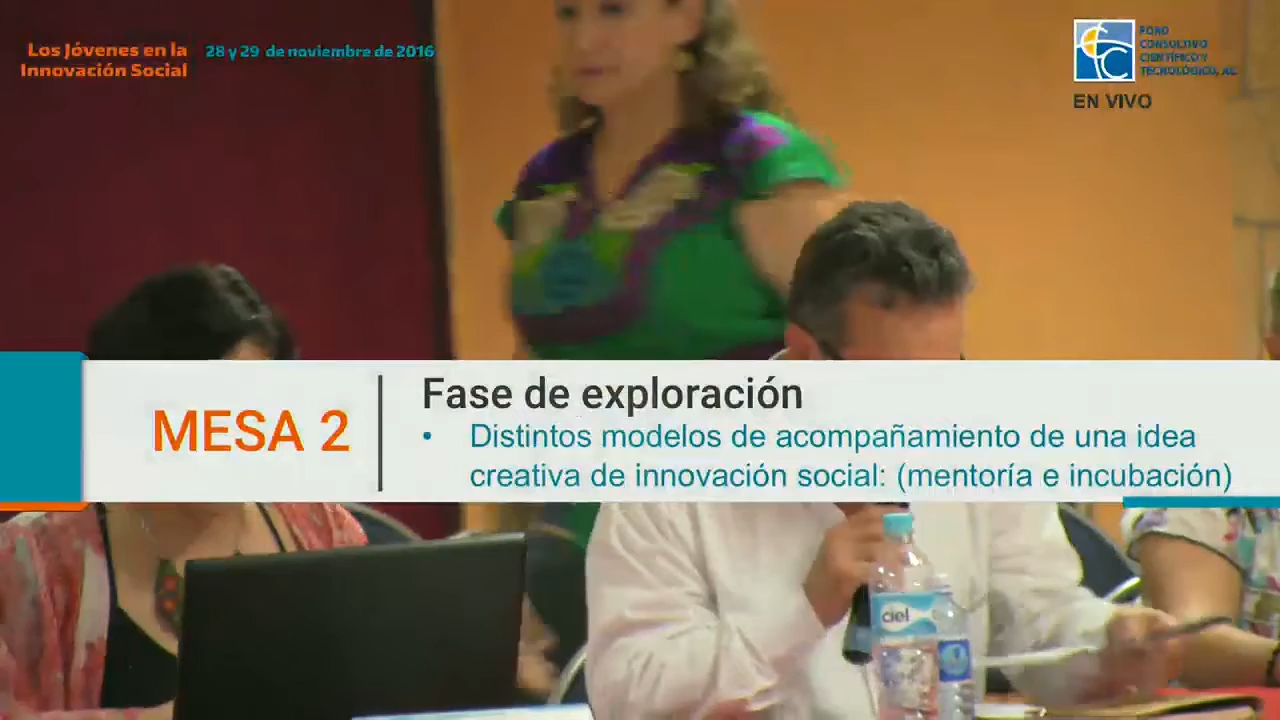 Los Jóvenes en la
Innovación Social
28 y 29 de noviembre de 2016
FORO
CONSULTIVO
CIENTÍFICO Y
TECNOLÓGICO, AC
EN VIVO
MESA 2
Fase de exploración
• Distintos modelos de acompañamiento de una idea
creativa de innovación social: (mentoría e incubación)
ciel